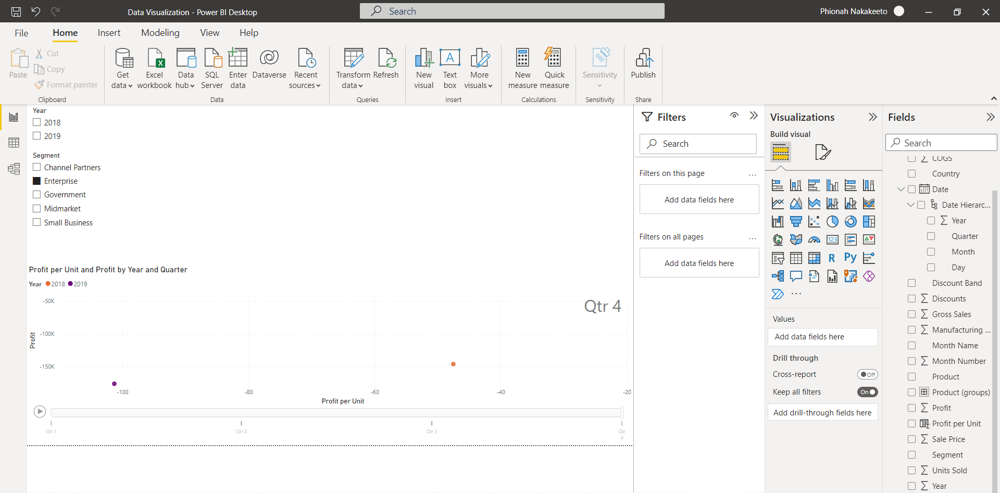 Data Visualization - Power BI Desktop
Search
Phionah Nakakeeto
File Home Insert Modeling View Help
Paste
Cut
Copy
Format painter
Clipboard
Get data
Excel workbook
Data hub
SQL Server
Enter data
Dataverse
Recent sources
Data
Transform data
Refresh
Queries
New visual
Text box
More visuals
Insert
New measure
Quick measure
Calculations
Sensitivity
Sensitivity
Publish
Share
Year
2018
2019
Segment
Channel Partners
Enterprise
Government
Midmarket
Small Business
Profit per Unit and Profit by Year and Quarter
Year 2018 2019
Qtr 4
-50K
-100K
-150K
Profit
-100 -80 -60 -40 -20
Profit per Unit
Qtr 1 Qtr 2 Qtr 3 Qtr 4
Filters
Search
Filters on this page ...
Add data fields here
Filters on all pages ...
Add data fields here
Visualizations
Build visual
123
R Py
...
Values
Add data fields here
Drill through
Cross-report Off
Keep all filters On
Add drill-through fields here
Fields
Search
COGS
Country
Date
Date Hierarc...
Year
Quarter
Month
Day
Discount Band
Discounts
Gross Sales
Manufacturing ...
Month Name
Month Number
Product
Product (groups)
Profit
Profit per Unit
Sale Price
Segment
Units Sold
Year